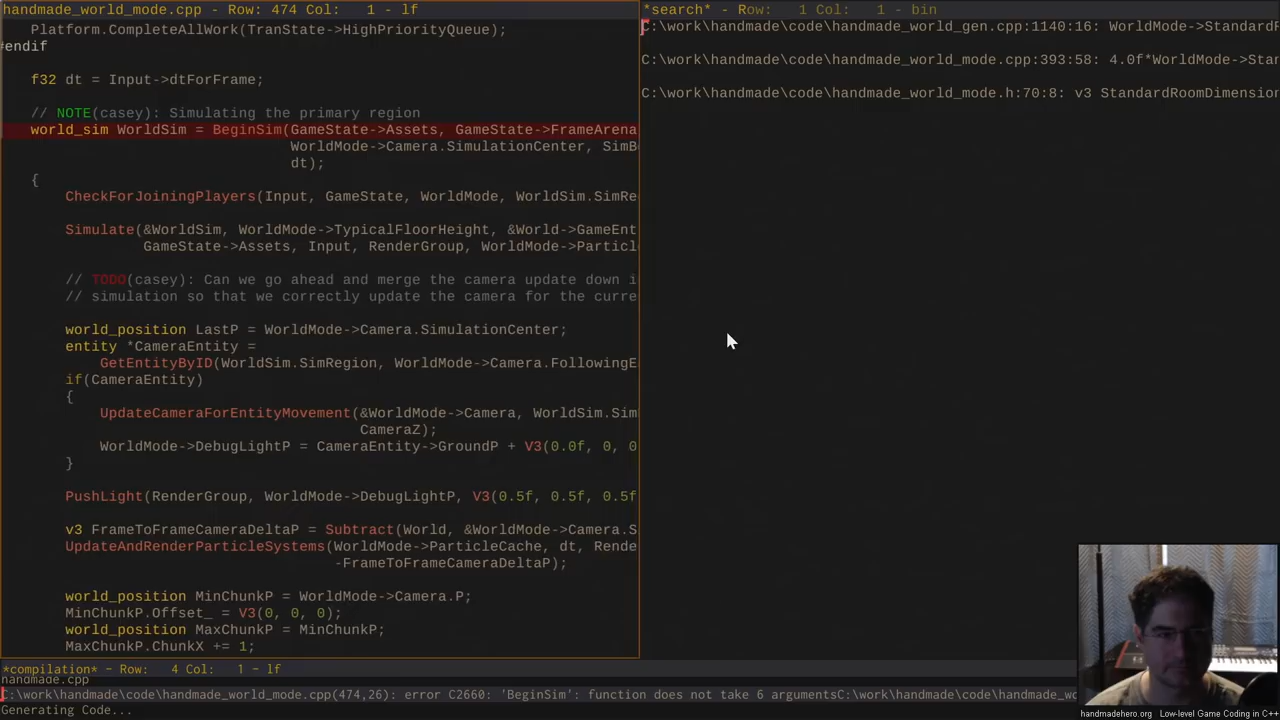 handmade_world_mode.cpp - Row: 474 Col:   1 - lf
Platform.CompleteAllWork(TranState->HighPriorityQueue);
#endif
f32 dt = Input->dtForFrame;
// NOTE(casey): Simulating the primary region
world_sim WorldSim = BeginSim(GameState->Assets, GameState->FrameArena
WorldMode->Camera.SimulationCenter, SimB
dt);
{
CheckForJoiningPlayers(Input, GameState, WorldMode, WorldSim.SimRe
Simulate(&WorldSim, WorldMode->TypicalFloorHeight, &World->GameEnt
GameState->Assets, Input, RenderGroup, WorldMode->Particl
// TODO(casey): Can we go ahead and merge the camera update down i
// simulation so that we correctly update the camera for the curre
world_position LastP = WorldMode->Camera.SimulationCenter;
entity *CameraEntity =
GetEntityByID(WorldSim.SimRegion, WorldMode->Camera.FollowingE
if(CameraEntity)
{
UpdateCameraForEntityMovement(&WorldMode->Camera, WorldSim.Sim
CameraZ);
WorldMode->DebugLightP = CameraEntity->GroundP + V3(0.0f, 0, 0
}
PushLight(RenderGroup, WorldMode->DebugLightP, V3(0.5f, 0.5f, 0.5f
v3 FrameToFrameCameraDeltaP = Subtract(World, &WorldMode->Camera.S
UpdateAndRenderParticleSystems(WorldMode->ParticleCache, dt, Rende
-FrameToFrameCameraDeltaP);
world_position MinChunkP = WorldMode->Camera.P;
MinChunkP.Offset_ = V3(0, 0, 0);
world_position MaxChunkP = MinChunkP;
MaxChunkP.ChunkX += 1;
*search* - Row:   1 Col:   1 - bin
C:\work\handmade\code\handmade_world_gen.cpp:1140:16: WorldMode->StandardR
C:\work\handmade\code\handmade_world_mode.cpp:393:58: 4.0f*WorldMode->Stan
C:\work\handmade\code\handmade_world_mode.h:70:8: v3 StandardRoomDimension
*compilation* - Row:   4 Col:   1 - lf
handmade.cpp
C:\work\handmade\code\handmade_world_mode.cpp(474,26): error C2660: 'BeginSim': function does not take 6 argumentsC:\work\handmade\code\handmade_wo
Generating Code...
handmadehero.org - Low-level Game Coding in C++